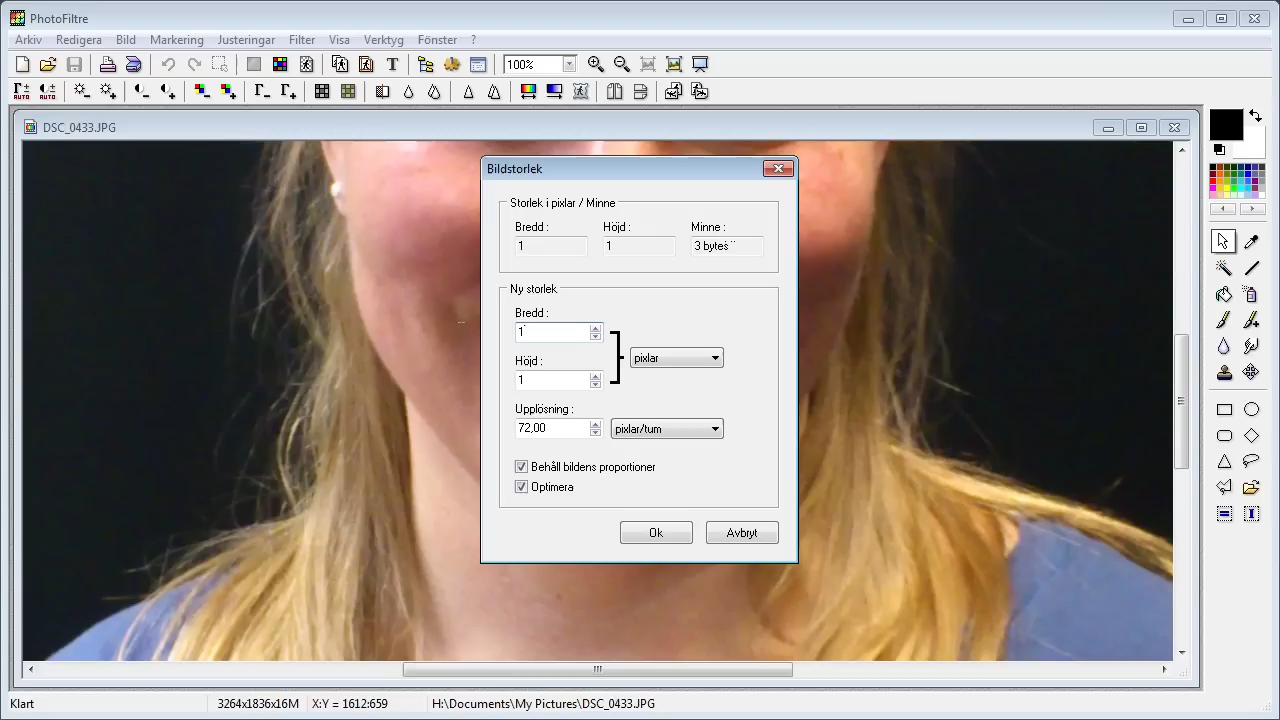 PhotoFiltre
Arkiv Redigera Bild Markering Justeringar Filter Visa Verktyg Fönster ?
T 100%
AUTO AUTO
DSC_0433.JPG
Bildstorlek
/ Minne
Bredd : Höjd : Minne :
1 1 3 bytes
Ny storlek
Bredd :
1
pixlar
Höjd :
1
Upplösning :
72,00 pixlar/tum
Behåll bildens proportioner
Optimera
Ok Avbryt
Klart 3264x1836x16M X:Y = 1612:659 H:\Documents\My Pictures\DSC_0433.JPG